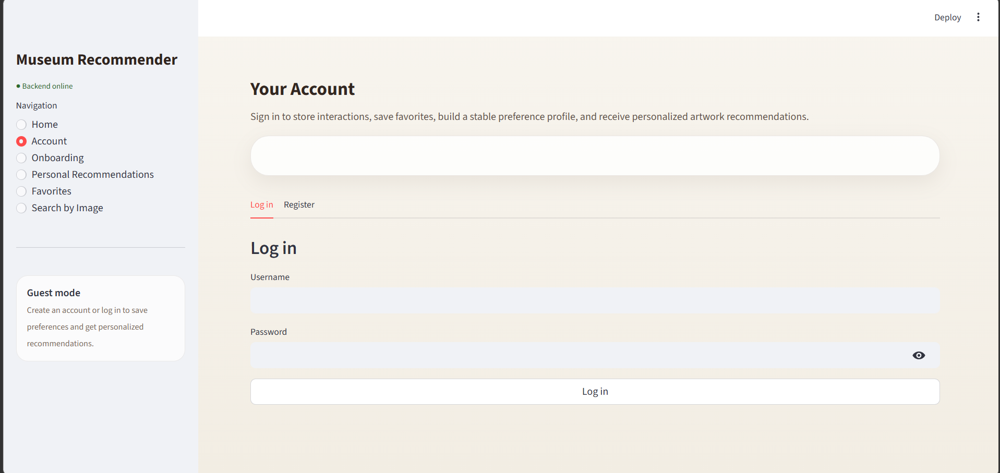 Deploy
Museum Recommender
Backend online
Navigation
Home
Account
Onboarding
Personal Recommendations
Favorites
Search by Image
Guest mode
Create an account or log in to save
preferences and get personalized
recommendations.
Your Account
Sign in to store interactions, save favorites, build a stable preference profile, and receive personalized artwork recommendations.
Log in
Register
Log in
Username
Password
Log in